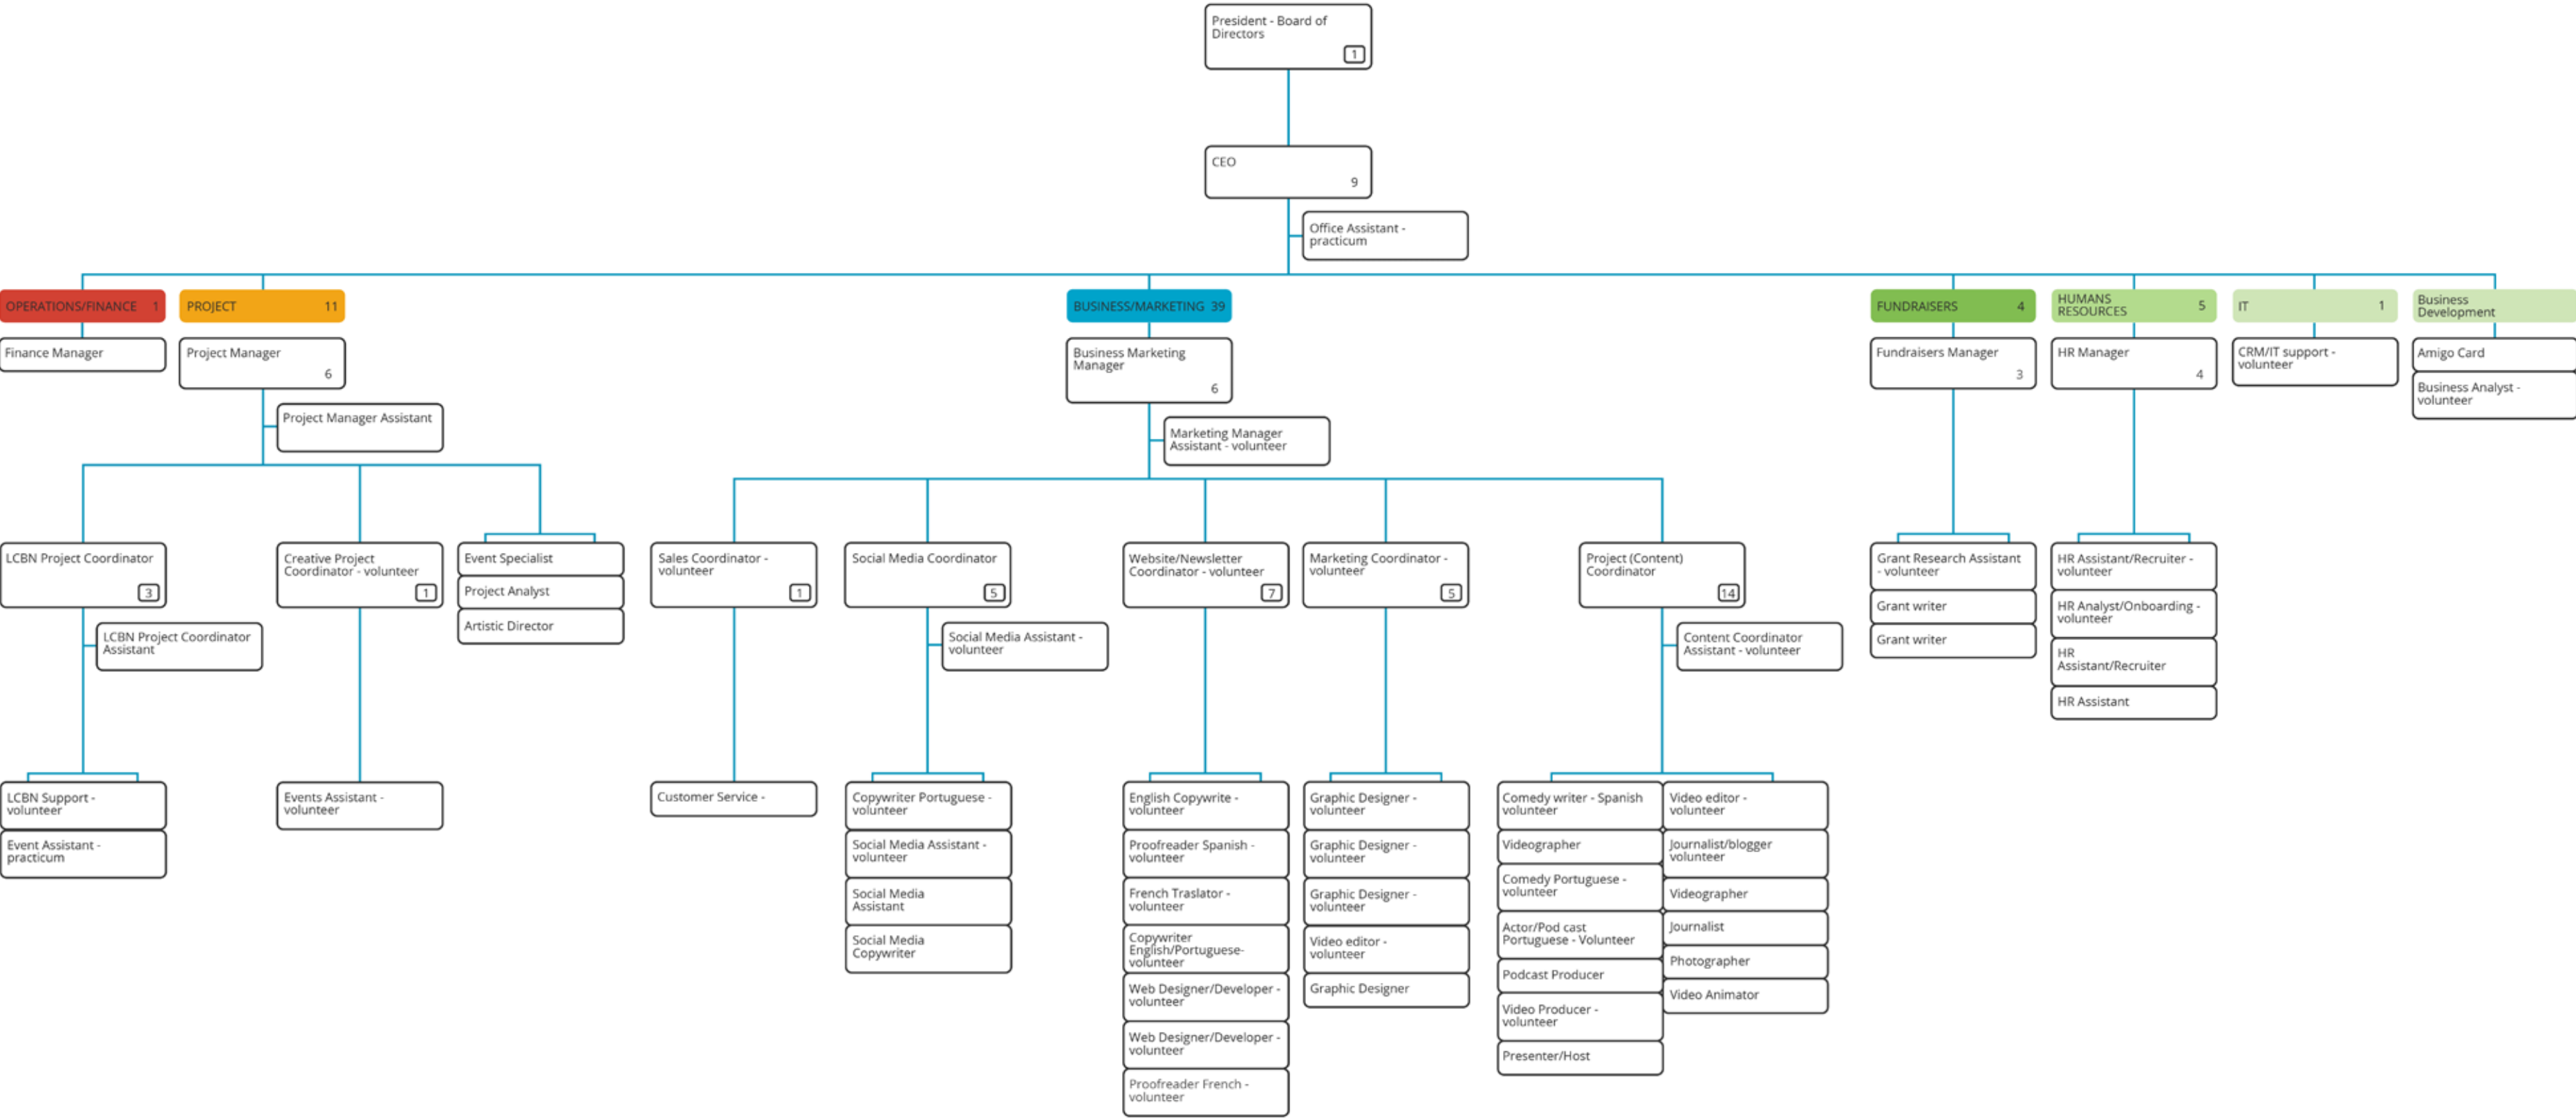 President - Board of
Directors
1
CEO
9
Office Assistant -
practicum
OPERATIONS/FINANCE 1
PROJECT 11
BUSINESS/MARKETING 39
FUNDRAISERS 4
HUMANS
RESOURCES 5
IT 1
Business
Development
Finance Manager
Project Manager
6
Project Manager Assistant
Business Marketing
Manager
6
Marketing Manager
Assistant - volunteer
Fundraisers Manager
3
HR Manager
4
CRM/IT support -
volunteer
Amigo Card
Business Analyst -
volunteer
LCBN Project Coordinator
3
LCBN Project Coordinator
Assistant
Creative Project
Coordinator - volunteer
1
Event Specialist
Project Analyst
Artistic Director
Sales Coordinator -
volunteer
1
Social Media Coordinator
5
Social Media Assistant -
volunteer
Website/Newsletter
Coordinator - volunteer
7
Marketing Coordinator -
volunteer
5
Project (Content)
Coordinator
14
Content Coordinator
Assistant - volunteer
Grant Research Assistant
- volunteer
Grant writer
Grant writer
HR Assistant/Recruiter -
volunteer
HR Analyst/Onboarding -
volunteer
HR
Assistant/Recruiter
HR Assistant
LCBN Support -
volunteer
Event Assistant -
practicum
Events Assistant -
volunteer
Customer Service -
Copywriter Portuguese -
volunteer
Social Media Assistant -
volunteer
Social Media
Assistant
Social Media
Copywriter
English Copywrite -
volunteer
Proofreader Spanish -
volunteer
French Traslator -
volunteer
Copywriter
English/Portuguese-
volunteer
Web Designer/Developer -
volunteer
Web Designer/Developer -
volunteer
Proofreader French -
volunteer
Graphic Designer -
volunteer
Graphic Designer -
volunteer
Graphic Designer -
volunteer
Video editor -
volunteer
Graphic Designer
Comedy writer - Spanish
volunteer
Videographer
Comedy Portuguese -
volunteer
Actor/Pod cast
Portuguese - Volunteer
Podcast Producer
Video Producer -
volunteer
Presenter/Host
Video editor -
volunteer
Journalist/blogger
volunteer
Videographer
Journalist
Photographer
Video Animator